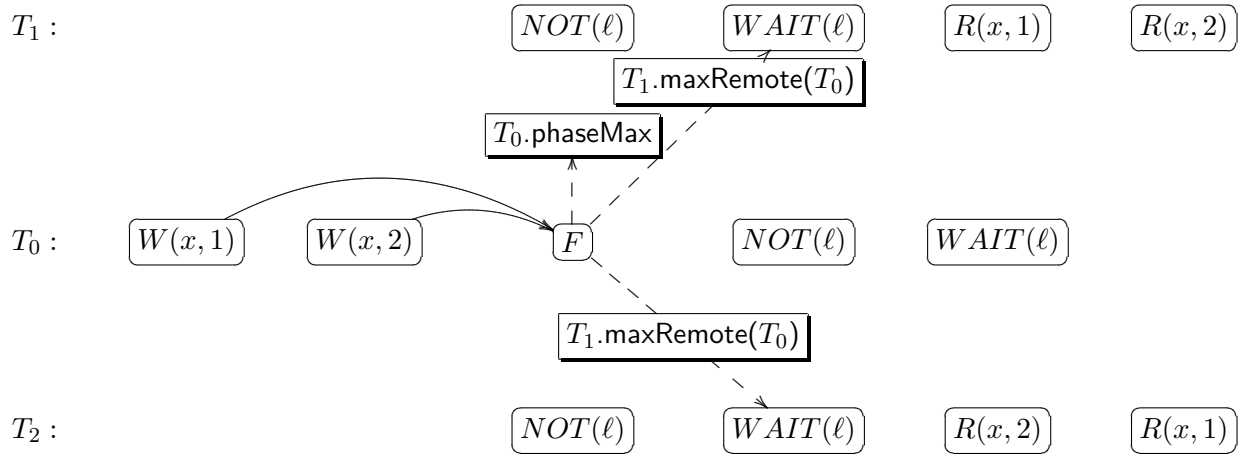 T₁ : NOT(ℓ) WAIT(ℓ) R(x, 1) R(x, 2)
T₁.maxRemote(T₀)
T₀.phaseMax
T₀ : W(x, 1) W(x, 2) F NOT(ℓ) WAIT(ℓ)
T₁.maxRemote(T₀)
T₂ : NOT(ℓ) WAIT(ℓ) R(x, 2) R(x, 1)